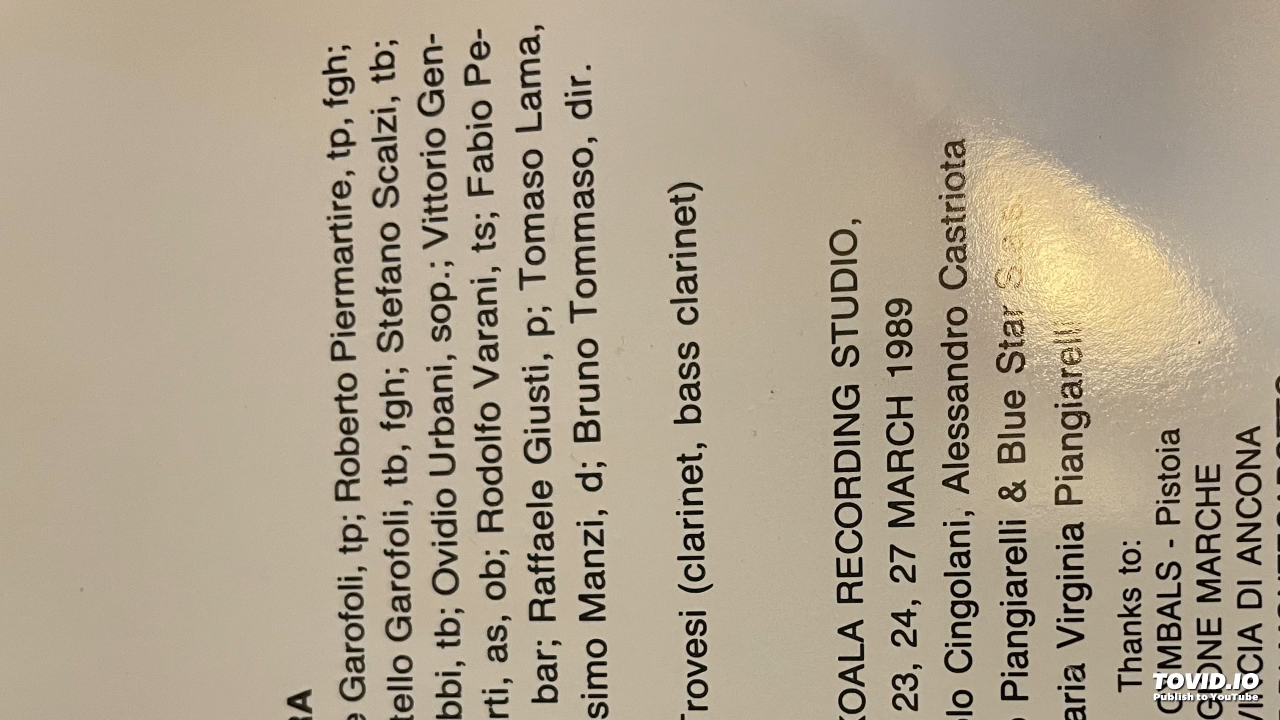 RA
e Garofoli, tp; Roberto Piermartire, tp, fgh;
tello Garofoli, tb, fgh; Stefano Scalzi, tb;
bbi, tb; Ovidio Urbani, sop.; Vittorio Gen-
rti, as, ob; Rodolfo Varani, ts; Fabio Pe-
bar; Raffaele Giusti, p; Tomaso Lama,
simo Manzi, d; Bruno Tommaso, dir.
Trovesi (clarinet, bass clarinet)
KOALA RECORDING STUDIO,
23, 24, 27 MARCH 1989
lo Cingolani, Alessandro Castriota
o Piangiarelli & Blue Star
aria Virginia Piangiarelli
Thanks to:
CIMBALS - Pistoia
GIONE MARCHE
VINCIA DI ANCONA
TOVID.IO
Publish to YouTube